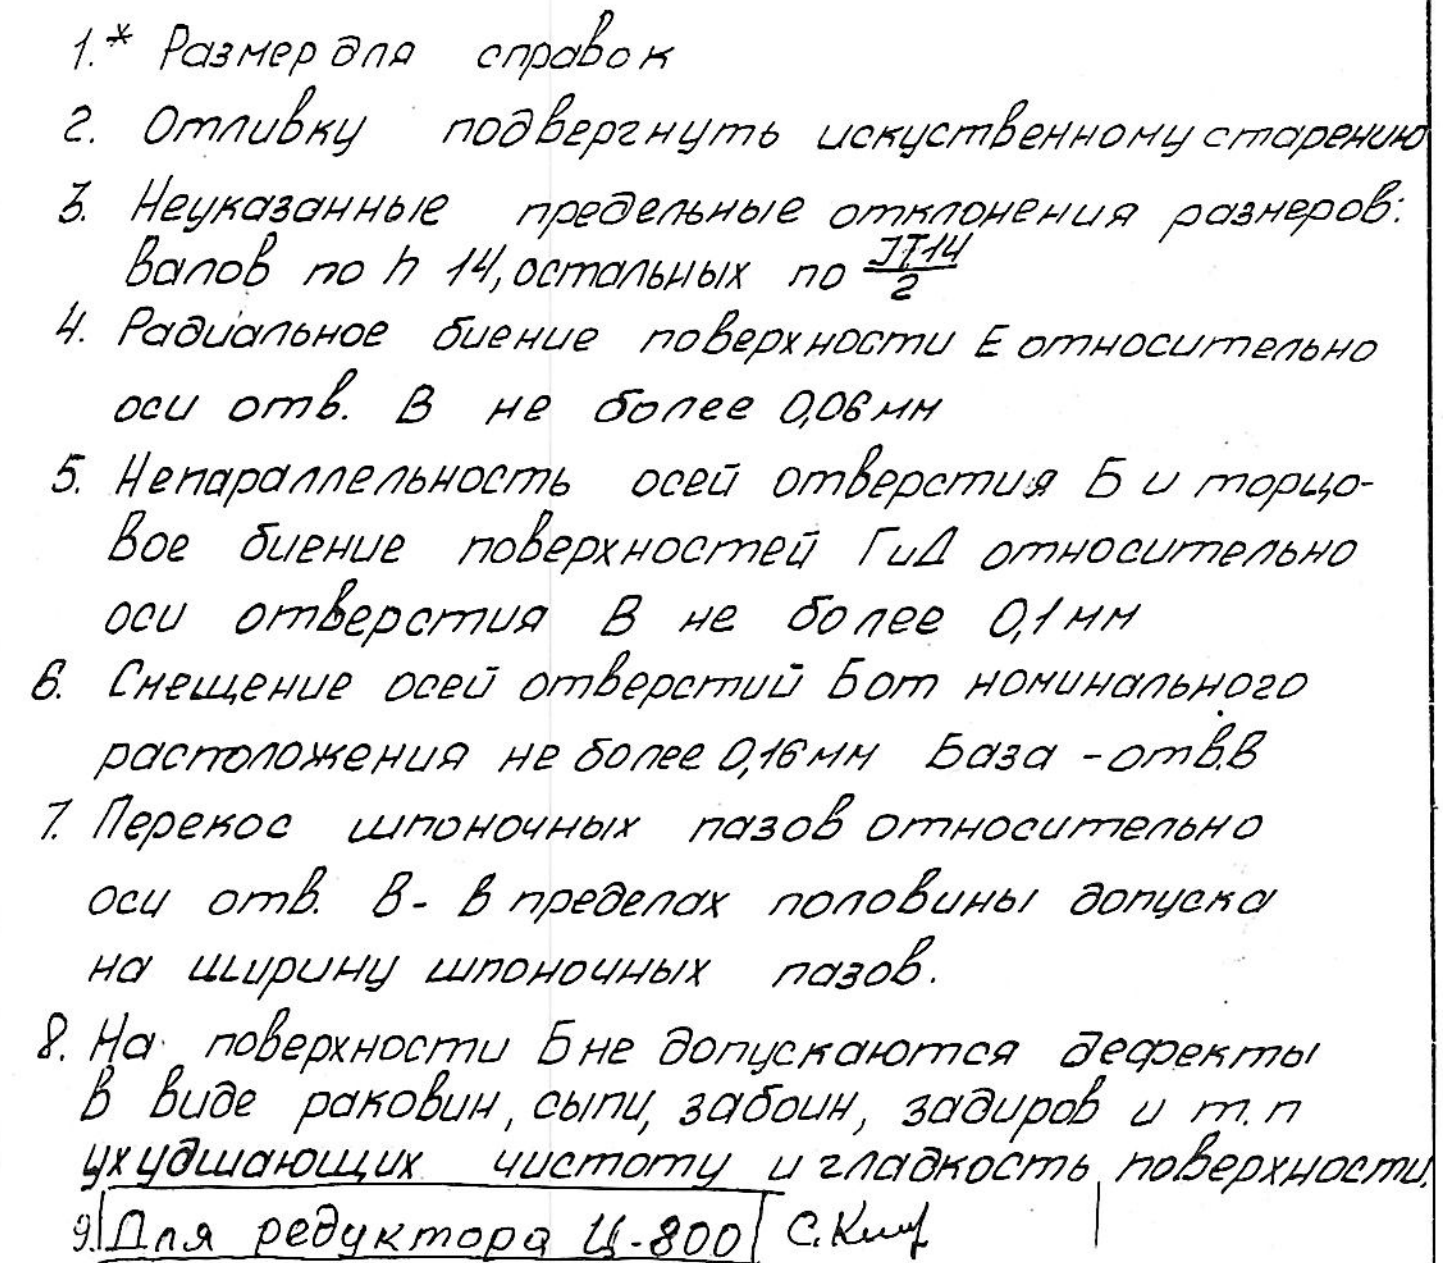 1.* Размер для справок
2. Отливку подвергнуть искуственному старению
3. Неуказанные предельные отклонения размеров:
валов по h 14, остальных по IT14/2
4. Радиальное биение поверхности Е относительно
оси отв. В не более 0,06 мм
5. Непараллельность осей отверстия Б и торцо-
вое биение поверхностей Г и Д относительно
оси отверстия В не более 0,1 мм
6. Смещение осей отверстий Б от номинального
расположения не более 0,16 мм База - отв. В
7. Перекос шпоночных пазов относительно
оси отв. В - в пределах половины допуска
на ширину шпоночных пазов.
8. На поверхности Б не допускаются дефекты
в виде раковин, сыпи, забоин, задиров и т.п
ухудшающих чистоту и гладкость поверхности.
9. Для редуктора Ц-800